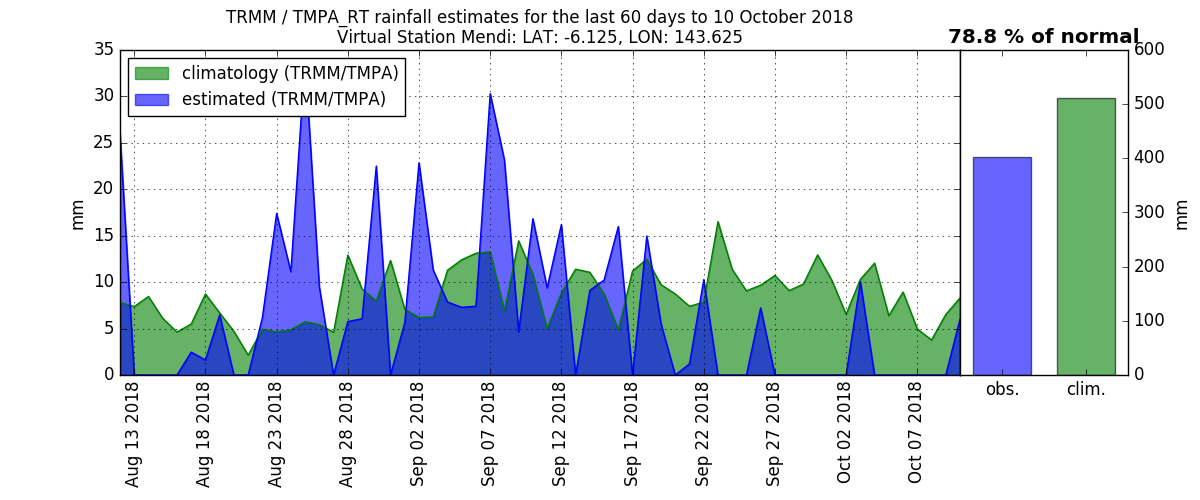 TRMM / TMPA_RT rainfall estimates for the last 60 days to 10 October 2018
Virtual Station Mendi: LAT: -6.125, LON: 143.625
78.8 % of normal
climatology (TRMM/TMPA)
estimated (TRMM/TMPA)
35
30
25
20
15
10
5
0
mm
Aug 13 2018
Aug 18 2018
Aug 23 2018
Aug 28 2018
Sep 02 2018
Sep 07 2018
Sep 12 2018
Sep 17 2018
Sep 22 2018
Sep 27 2018
Oct 02 2018
Oct 07 2018
600
500
400
300
200
100
0
mm
obs.
clim.